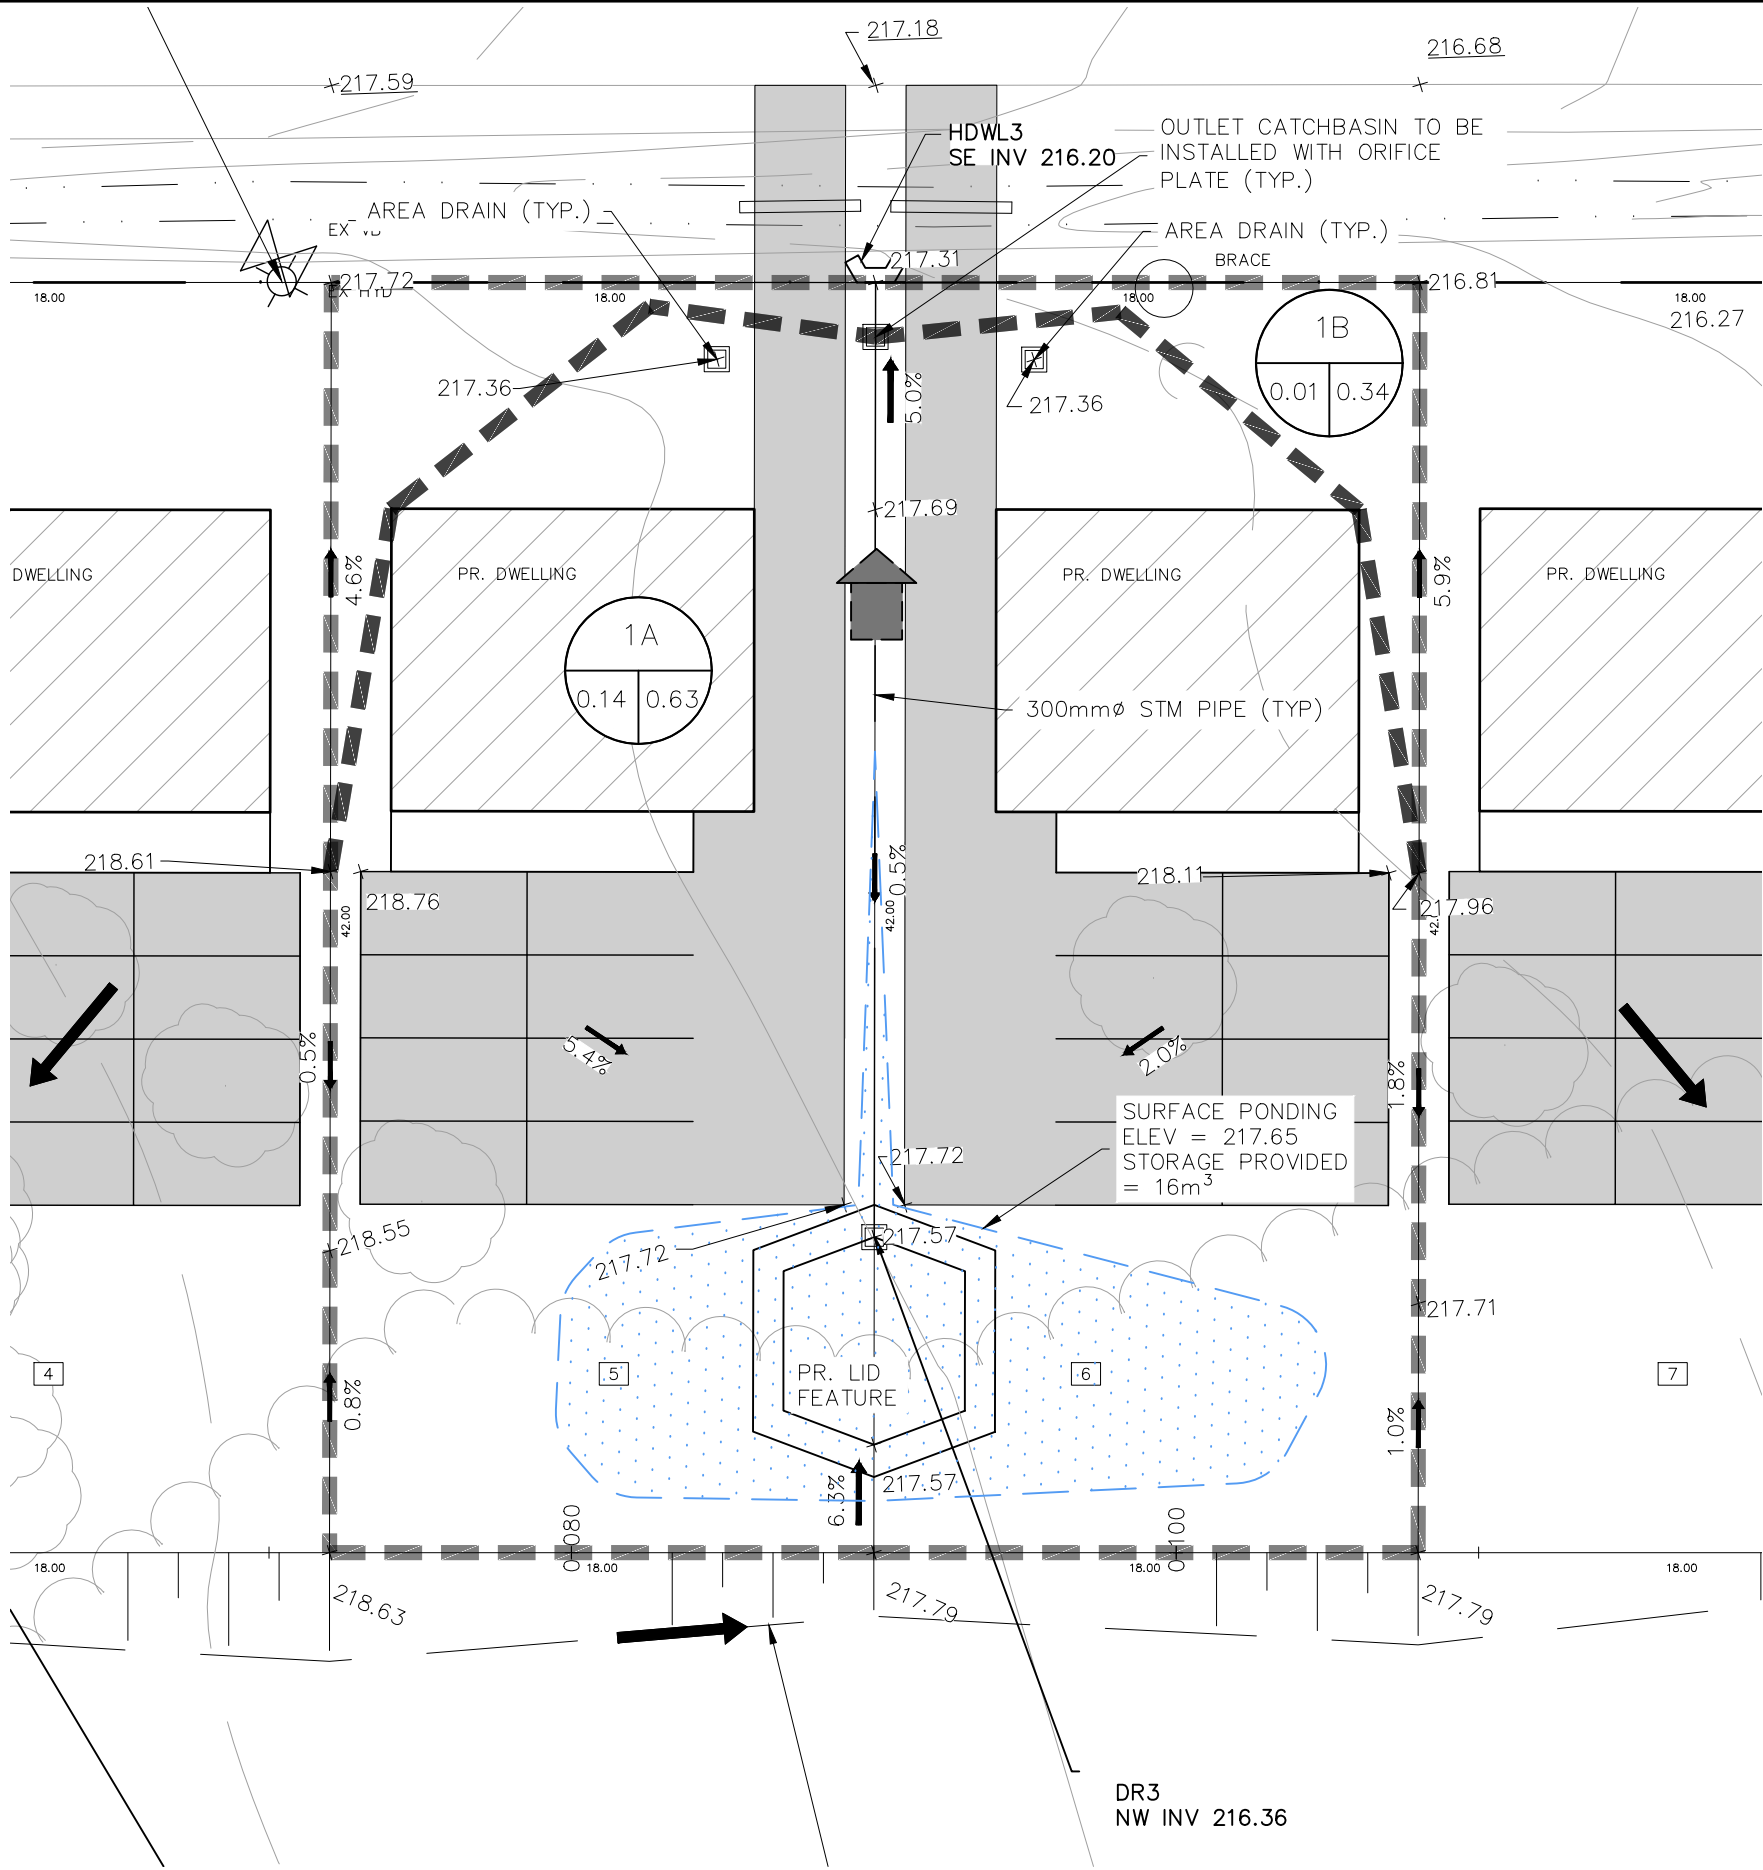 217.18
216.68
217.59
HDWL3
SE INV 216.20
OUTLET CATCHBASIN TO BE
INSTALLED WITH ORIFICE
PLATE (TYP.)
AREA DRAIN (TYP.)
EX VB
AREA DRAIN (TYP.)
217.31
BRACE
217.72
EX HYD
216.81
18.00
18.00
18.00
18.00
216.27
1B
0.01
0.34
217.36
5.0%
217.36
217.69
DWELLING
4.6%
PR. DWELLING
PR. DWELLING
5.9%
PR. DWELLING
1A
0.14
0.63
300mmø STM PIPE (TYP)
218.61
0.5%
218.11
218.76
42.00
42.00
217.96
42.
0.5%
5.4%
2.0%
1.8%
SURFACE PONDING
ELEV = 217.65
STORAGE PROVIDED
= 16m³
217.72
218.55
217.72
217.57
217.71
4
5
6
7
PR. LID
FEATURE
0.8%
1.0%
6.3%
217.57
0+080
0+100
18.00
18.00
18.00
18.00
218.63
217.79
217.79
DR3
NW INV 216.36